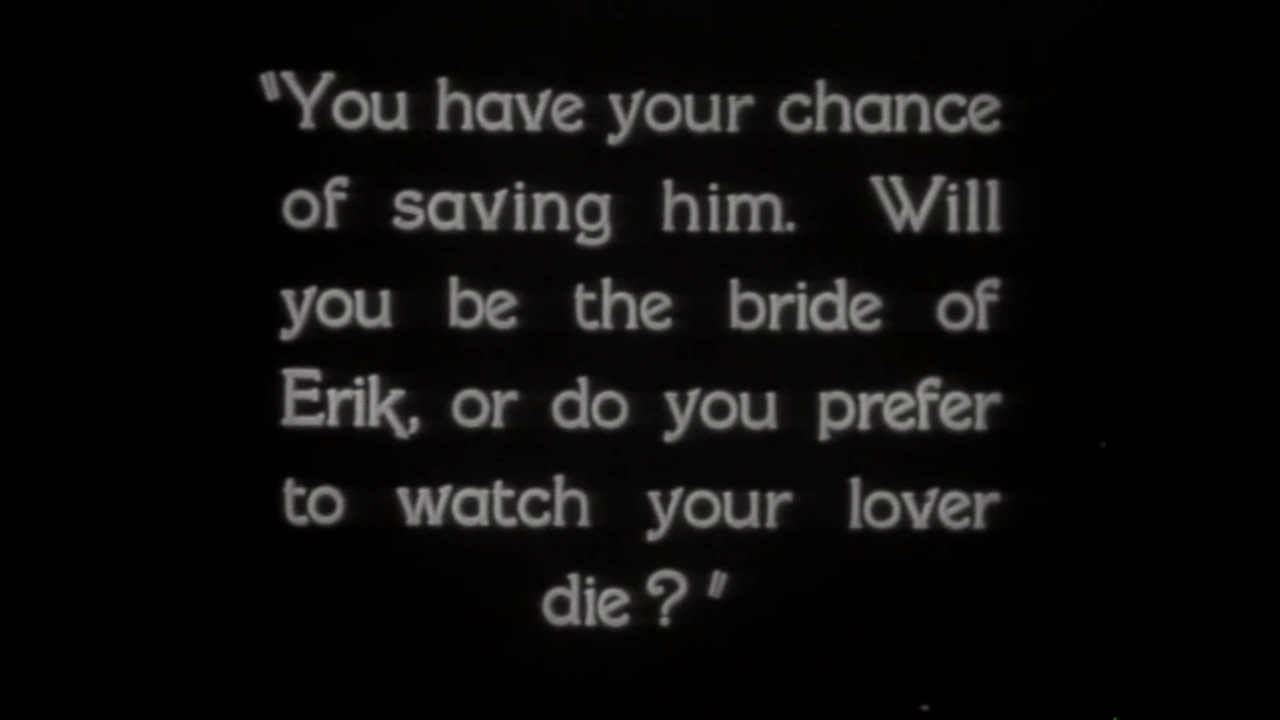 "You have your chance
of saving him. Will
you be the bride of
Erik, or do you prefer
to watch your lover
die?"